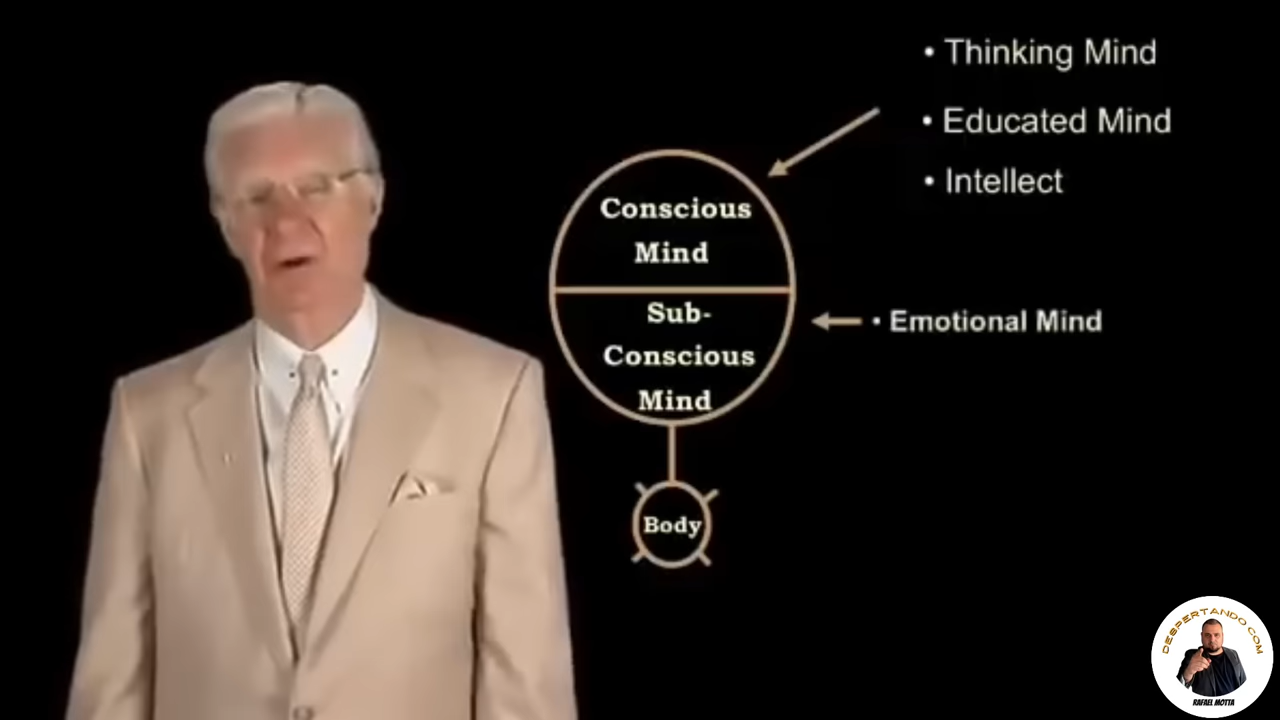 • Thinking Mind
• Educated Mind
• Intellect
Conscious
Mind
Sub-
Conscious
Mind
• Emotional Mind
Body
DESPERTANDO COM
RAFAEL MOTTA